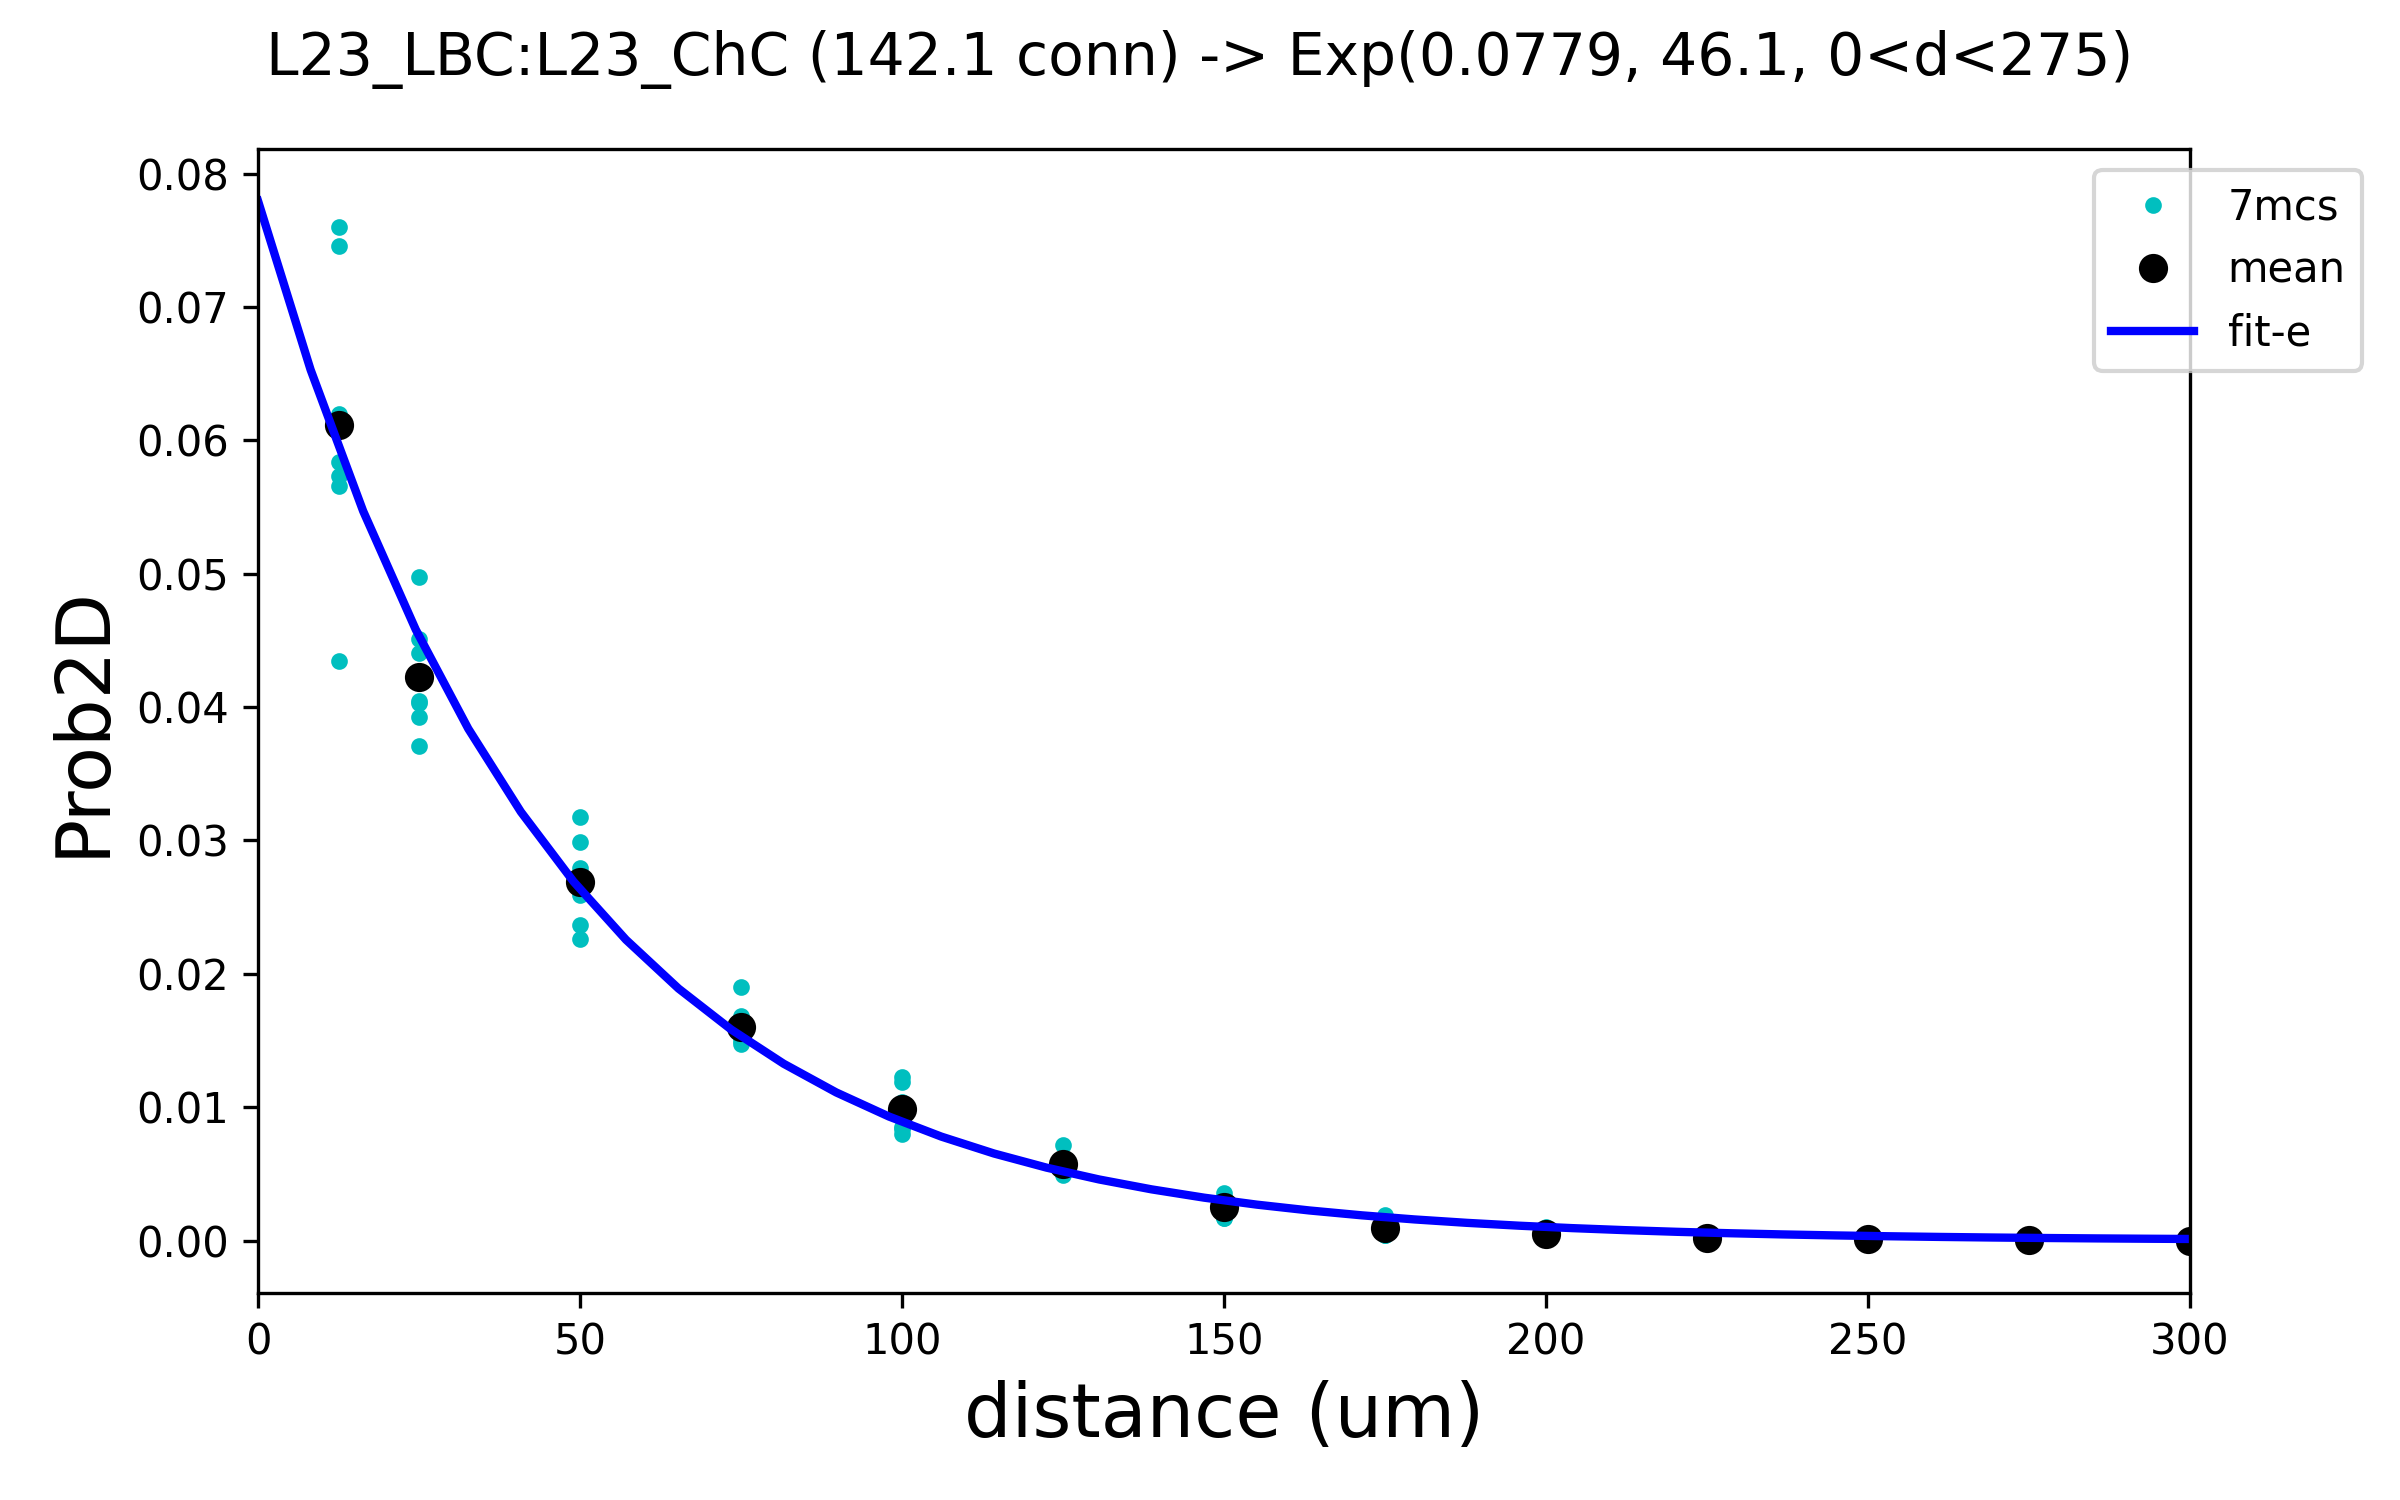 L23_LBC:L23_ChC (142.1 conn) -> Exp(0.0779, 46.1, 0<d<275)
0.08
0.07
0.06
0.05
0.04
0.03
0.02
0.01
0.00
Prob2D
7mcs
mean
fit-e
0
50
100
150
200
250
300
distance (um)